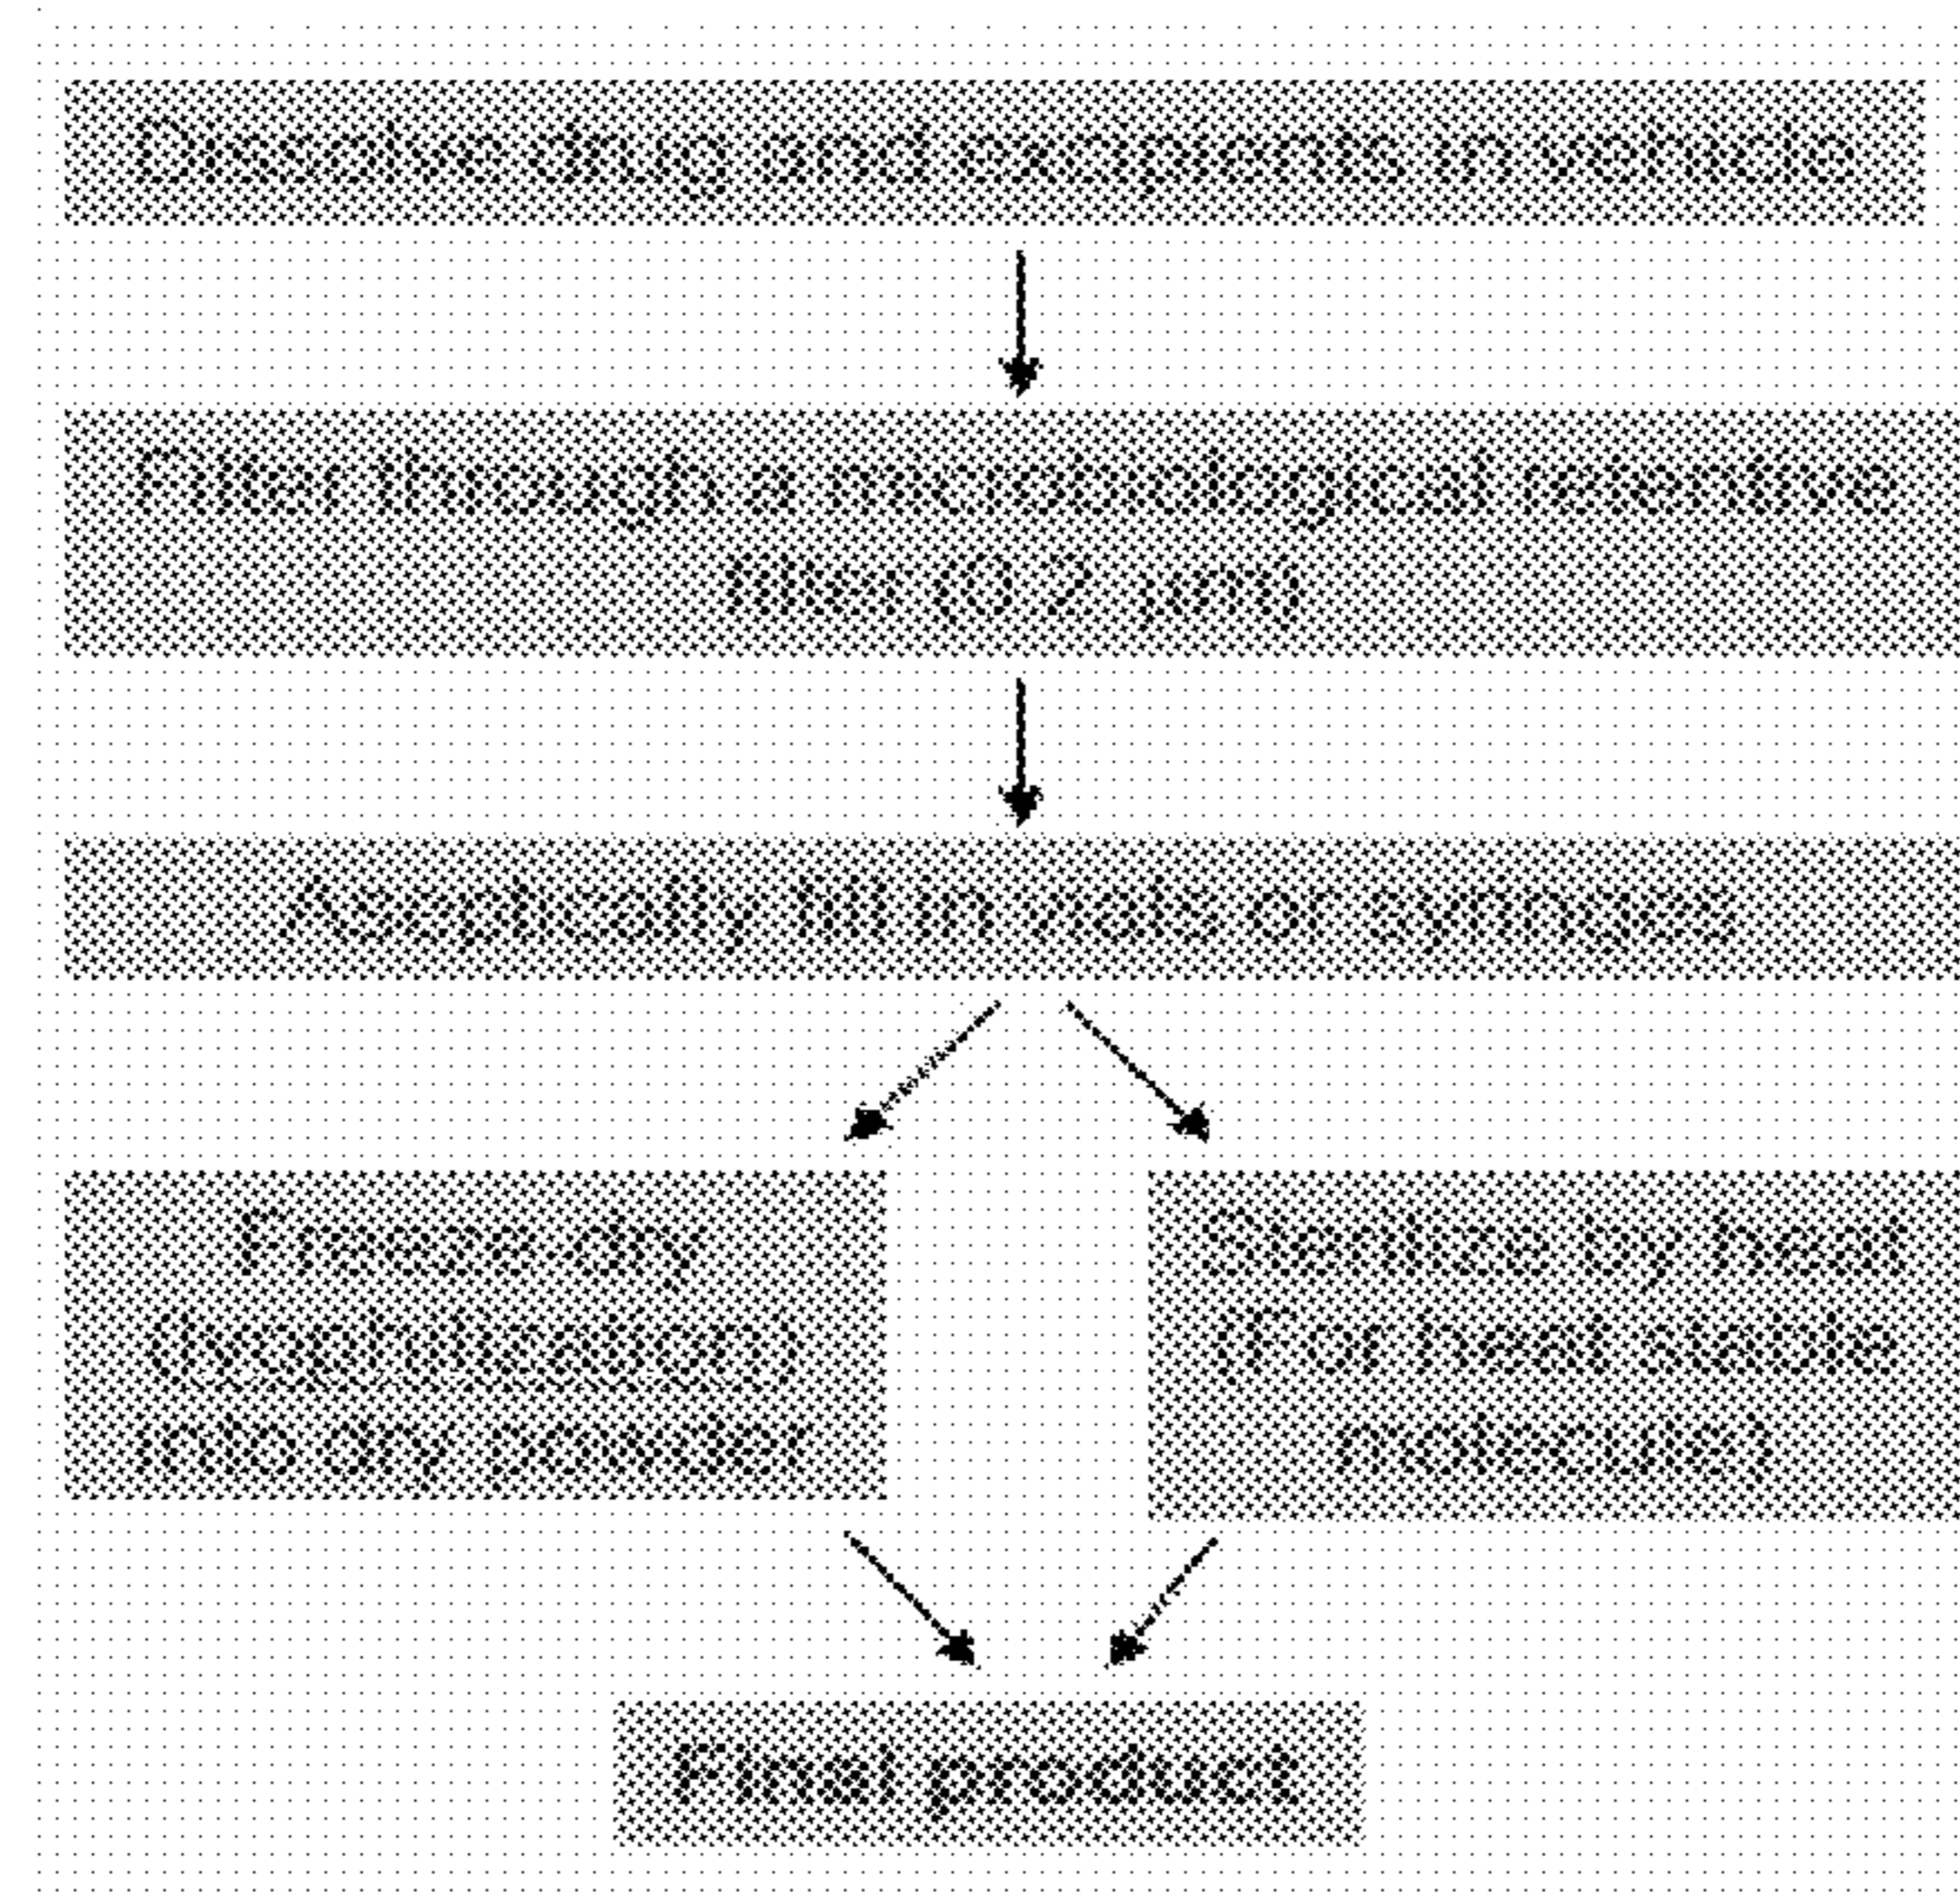 Dissolve drug and excipients in vehicle
Filter through a microbiological retentive
filter (0.2 µm)
Aseptically fill in vials or syringes
Freeze-dry
(lyophilization)
into dry powder
Sterilize by heat
(For heat stable
molecule)
Final product